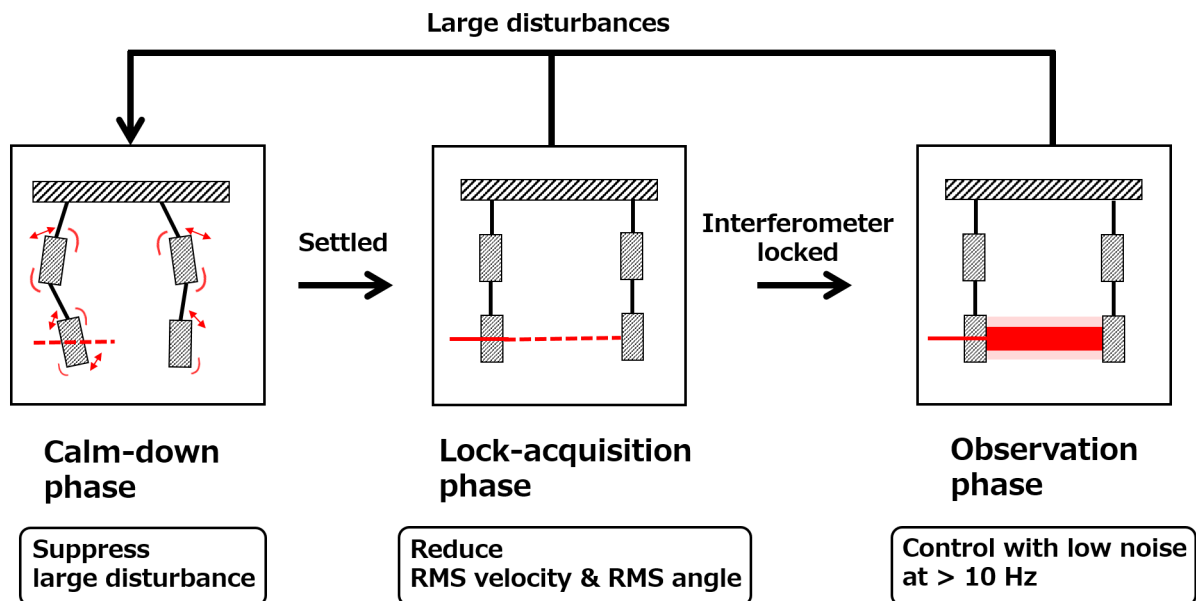 Large disturbances
Settled
Interferometer
locked
Calm-down
phase
Lock-acquisition
phase
Observation
phase
Suppress
large disturbance
Reduce
RMS velocity & RMS angle
Control with low noise
at > 10 Hz